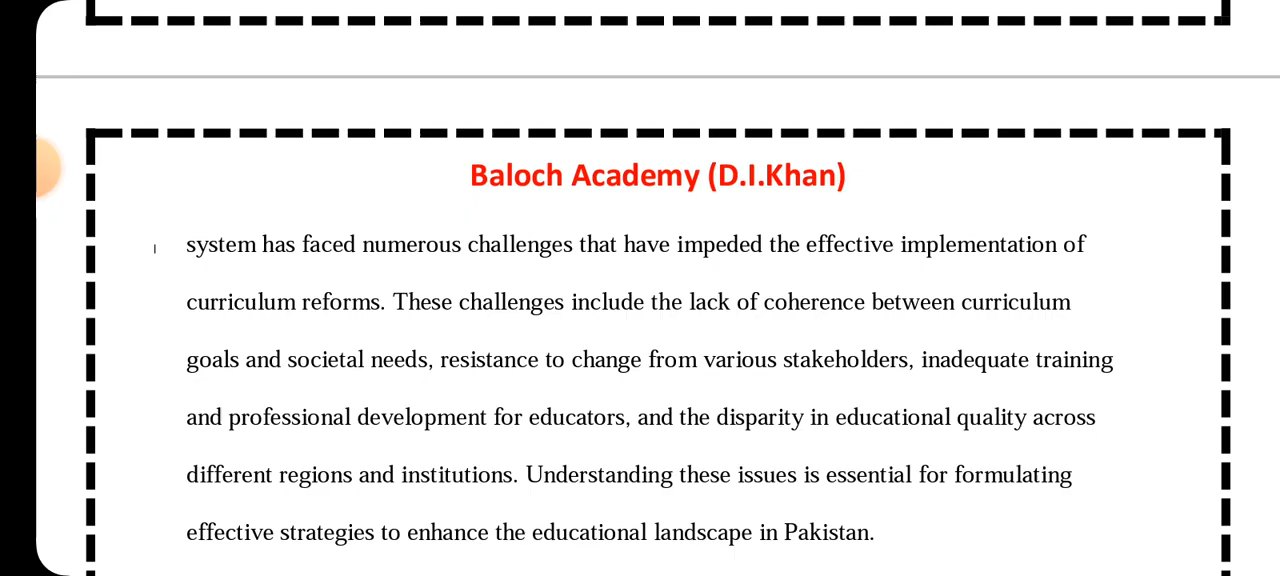 Baloch Academy (D.I.Khan)
system has faced numerous challenges that have impeded the effective implementation of
curriculum reforms. These challenges include the lack of coherence between curriculum
goals and societal needs, resistance to change from various stakeholders, inadequate training
and professional development for educators, and the disparity in educational quality across
different regions and institutions. Understanding these issues is essential for formulating
effective strategies to enhance the educational landscape in Pakistan.